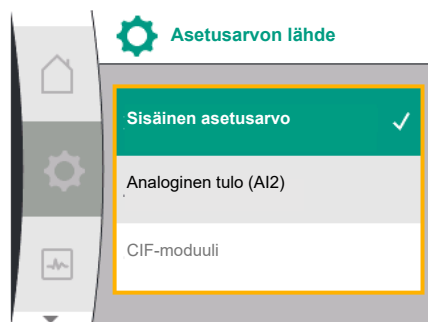 Asetusarvon lähde
Sisäinen asetusarvo
Analoginen tulo (AI2)
CIF-moduuli